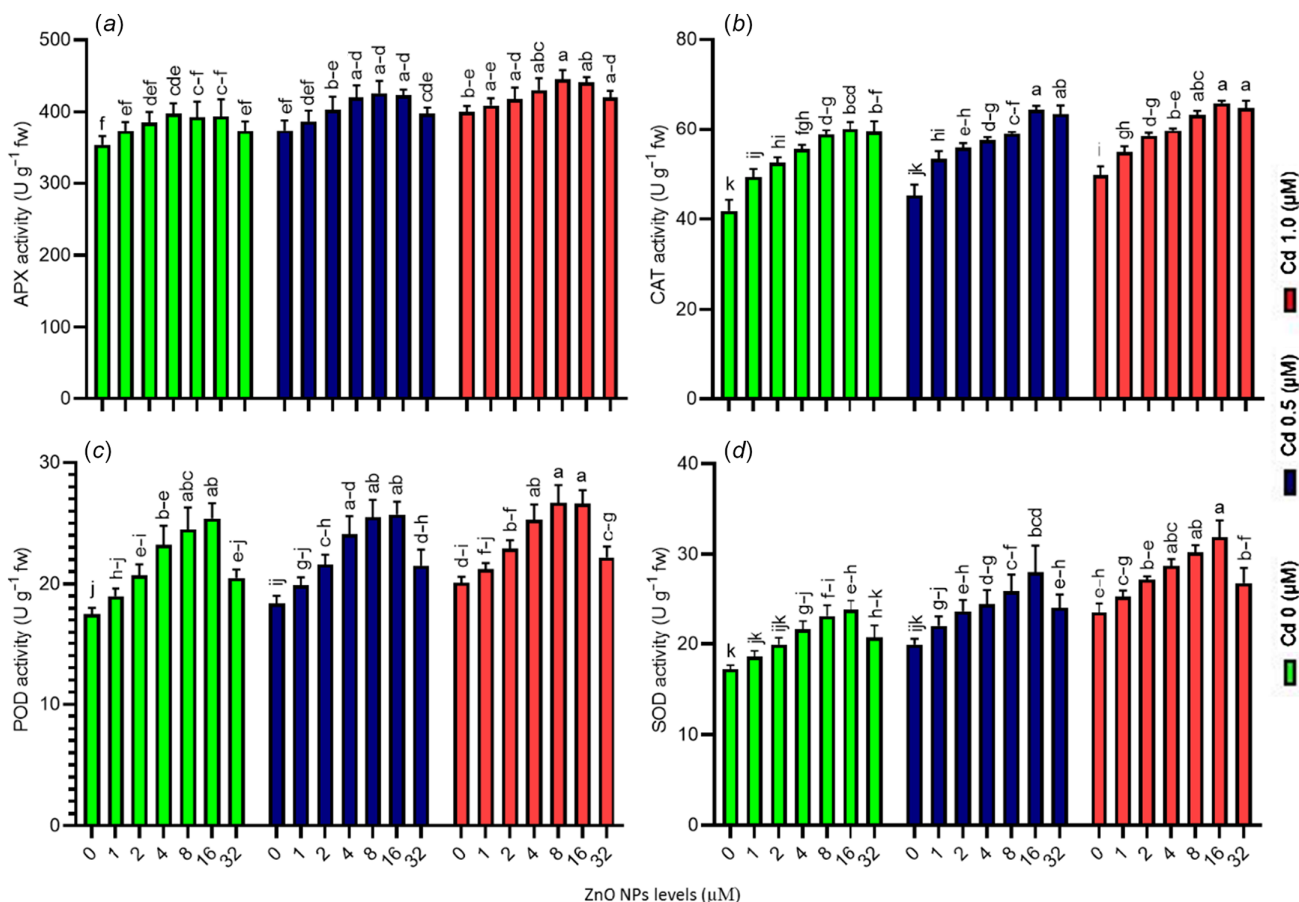 (a)
APX activity (U g⁻¹ fw)
500
400
300
200
100
0
f ef def cde c–f c–f ef
ef def b–e a–d a–d a–d cde
b–e a–e a–d abc a ab a–d
(b)
CAT activity (U g⁻¹ fw)
80
60
40
20
0
k ij hi fgh d–g bcd b–f
jk hi e–h d–g c–f a ab
i gh d–g b–e abc a a
(c)
POD activity (U g⁻¹ fw)
30
20
10
0
j h–j e–i b–e abc ab e–j
ij g–j c–h a–d ab ab d–h
d–i f–j b–f ab a a c–g
0 1 2 4 8 16 32 0 1 2 4 8 16 32 0 1 2 4 8 16 32
(d)
SOD activity (U g⁻¹ fw)
40
30
20
10
0
k jk ijk g–j f–i e–h h–k
ijk g–j e–h d–g c–f bcd e–h
c–h c–g b–e abc ab a b–f
0 1 2 4 8 16 32 0 1 2 4 8 16 32 0 1 2 4 8 16 32
ZnO NPs levels (µM)
Cd 0 (µM)
Cd 0.5 (µM)
Cd 1.0 (µM)